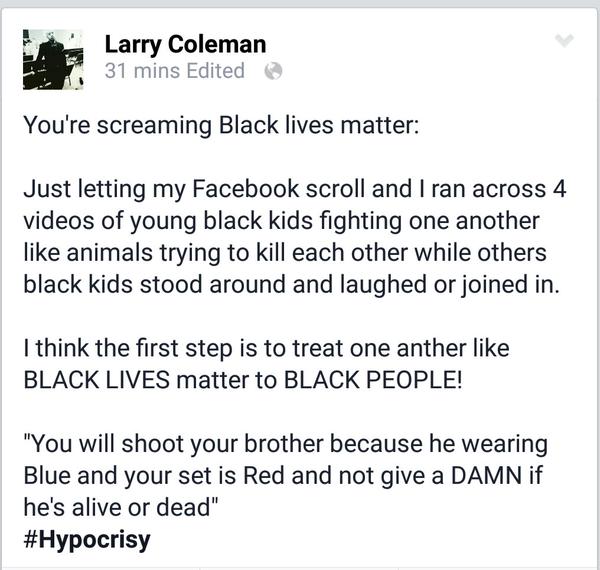 Larry Coleman
31 mins Edited
You're screaming Black lives matter:
Just letting my Facebook scroll and I ran across 4
videos of young black kids fighting one another
like animals trying to kill each other while others
black kids stood around and laughed or joined in.
I think the first step is to treat one anther like
BLACK LIVES matter to BLACK PEOPLE!
"You will shoot your brother because he wearing
Blue and your set is Red and not give a DAMN if
he's alive or dead"
#Hypocrisy